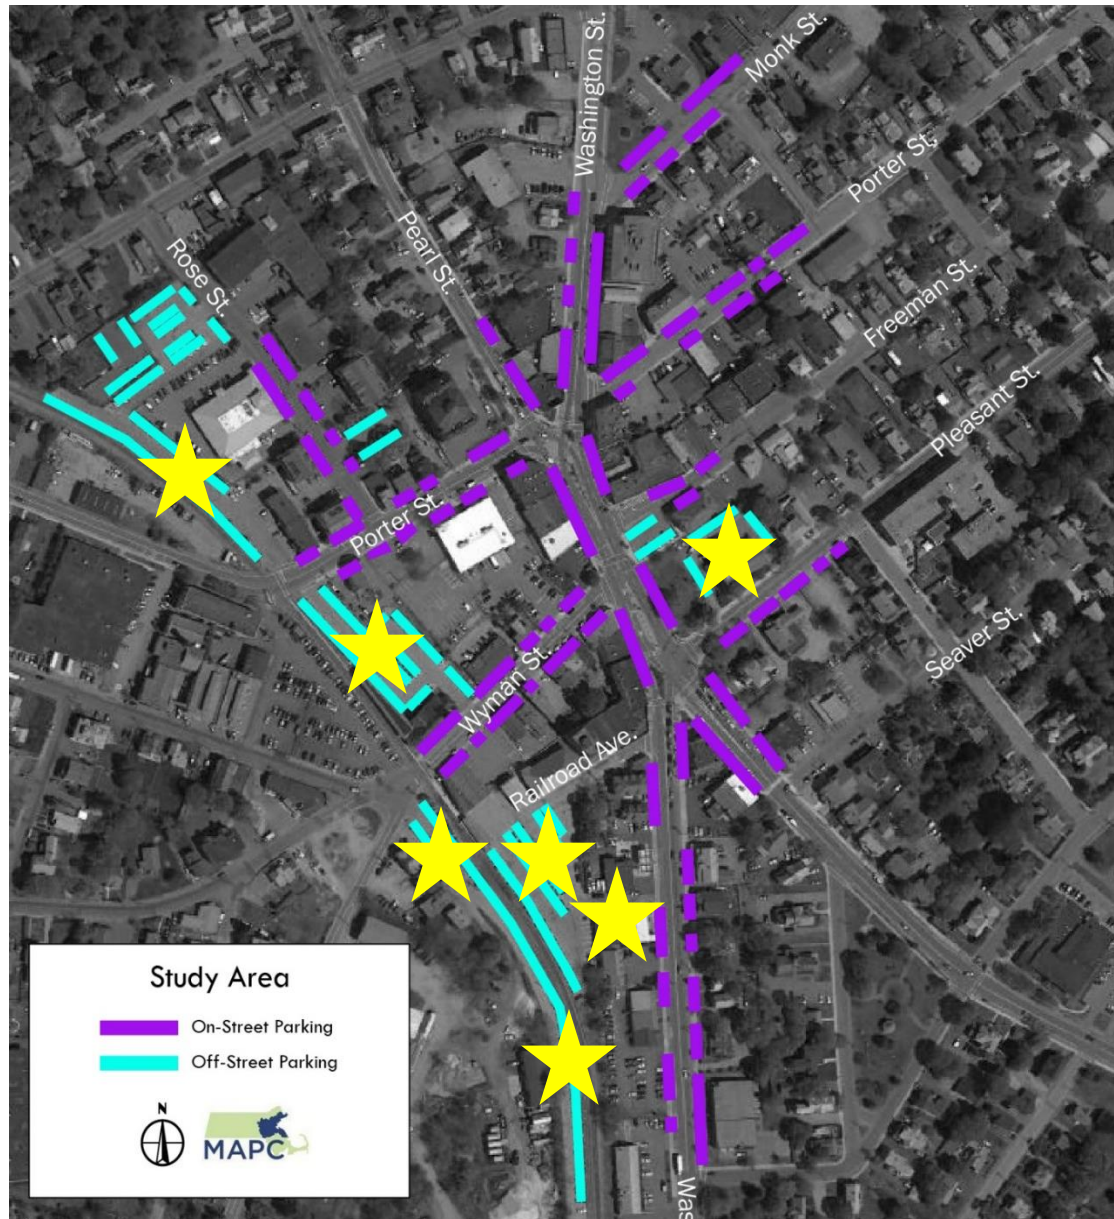 Washington St.
Monk St.
Porter St.
Pearl St.
Rose St.
Freeman St.
Pleasant St.
Porter St.
Seaver St.
Wyman St.
Railroad Ave.
Study Area
On-Street Parking
Off-Street Parking
N
MAPC
Was